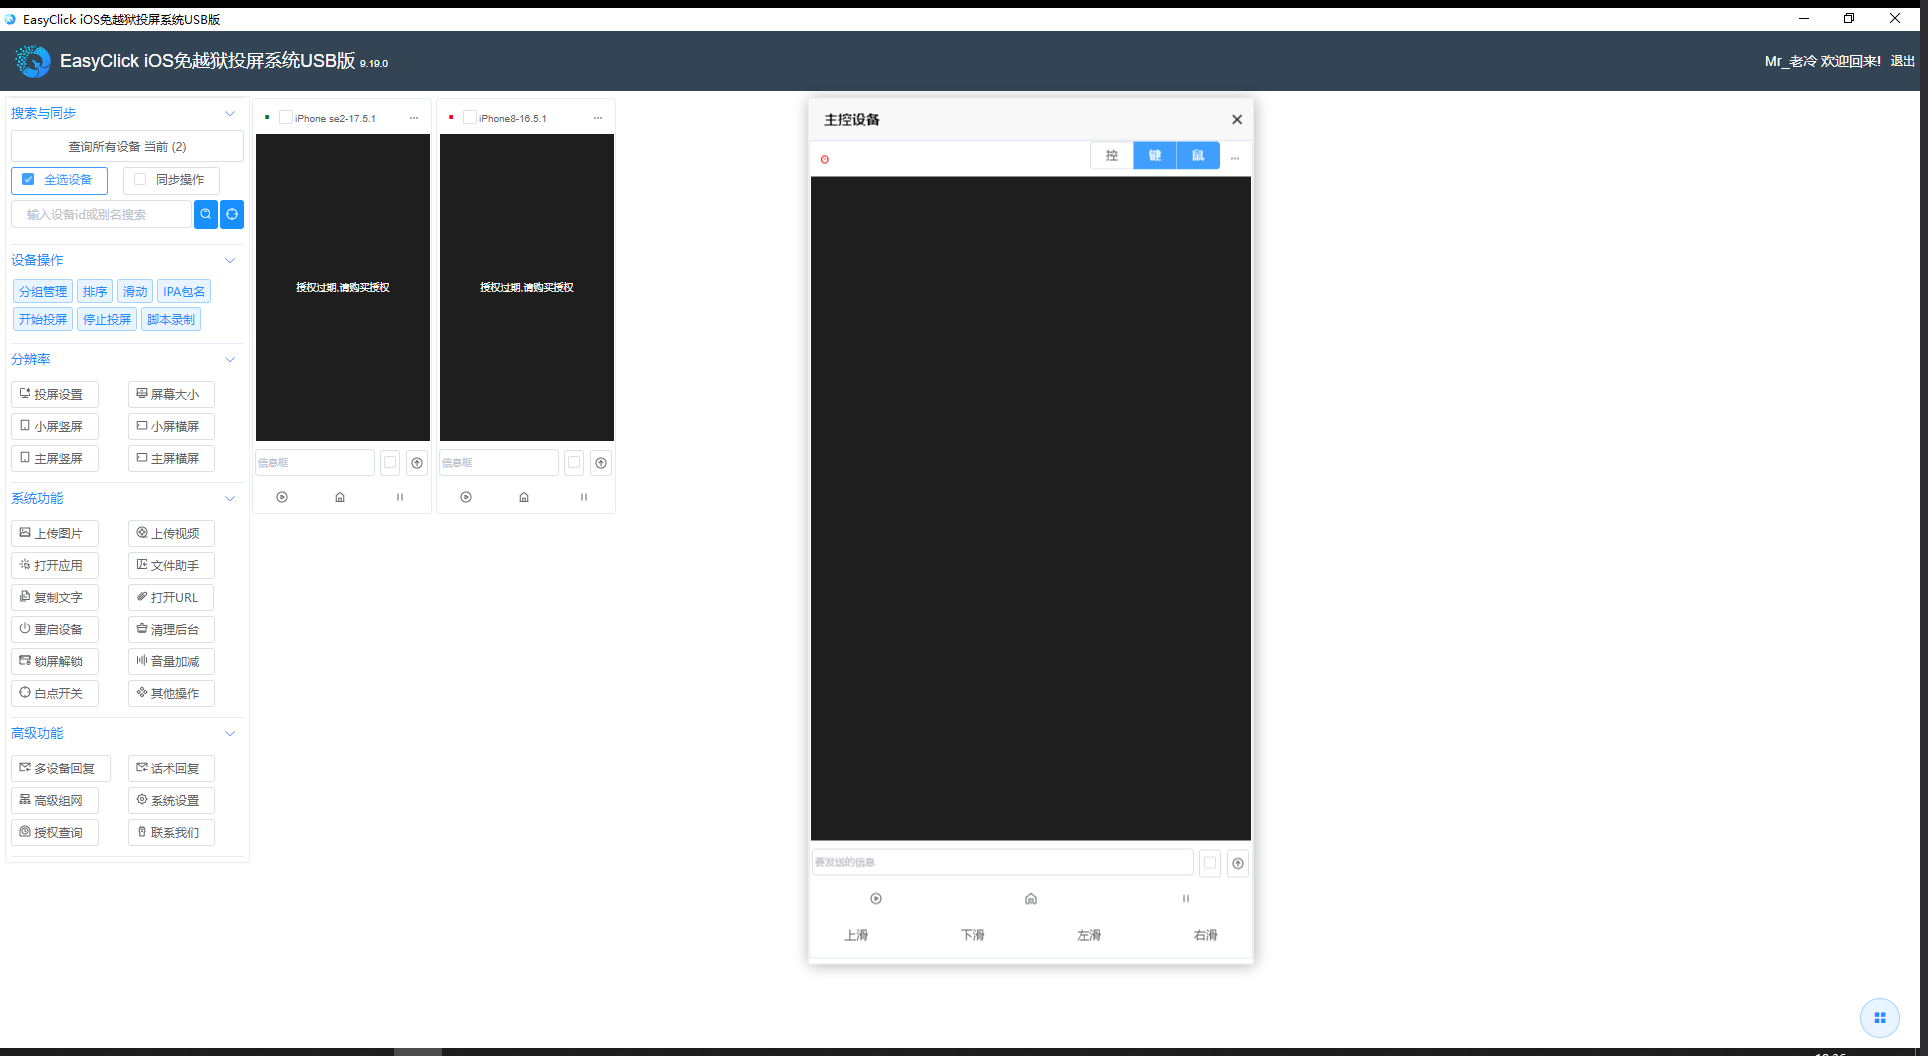 EasyClick iOS免越狱投屏系统USB版
EasyClick iOS免越狱投屏系统USB版 9.19.0
Mr_老冷 欢迎回来! 退出
搜索与同步
查询所有设备 当前 (2)
全选设备
同步操作
输入设备id或别名搜索
设备操作
分组管理 排序 滑动 IPA包名
开始投屏 停止投屏 脚本录制
分辨率
投屏设置 屏幕大小
小屏竖屏 小屏横屏
主屏竖屏 主屏横屏
系统功能
上传图片 上传视频
打开应用 文件助手
复制文字 打开URL
重启设备 清理后台
锁屏解锁 音量加减
白点开关 其他操作
高级功能
多设备回复 话术回复
高级组网 系统设置
授权查询 联系我们
iPhone se2-17.5.1
授权过期,请购买授权
信息框
iPhone8-16.5.1
授权过期,请购买授权
信息框
主控设备
控 键 鼠
要发送的信息
上滑 下滑 左滑 右滑